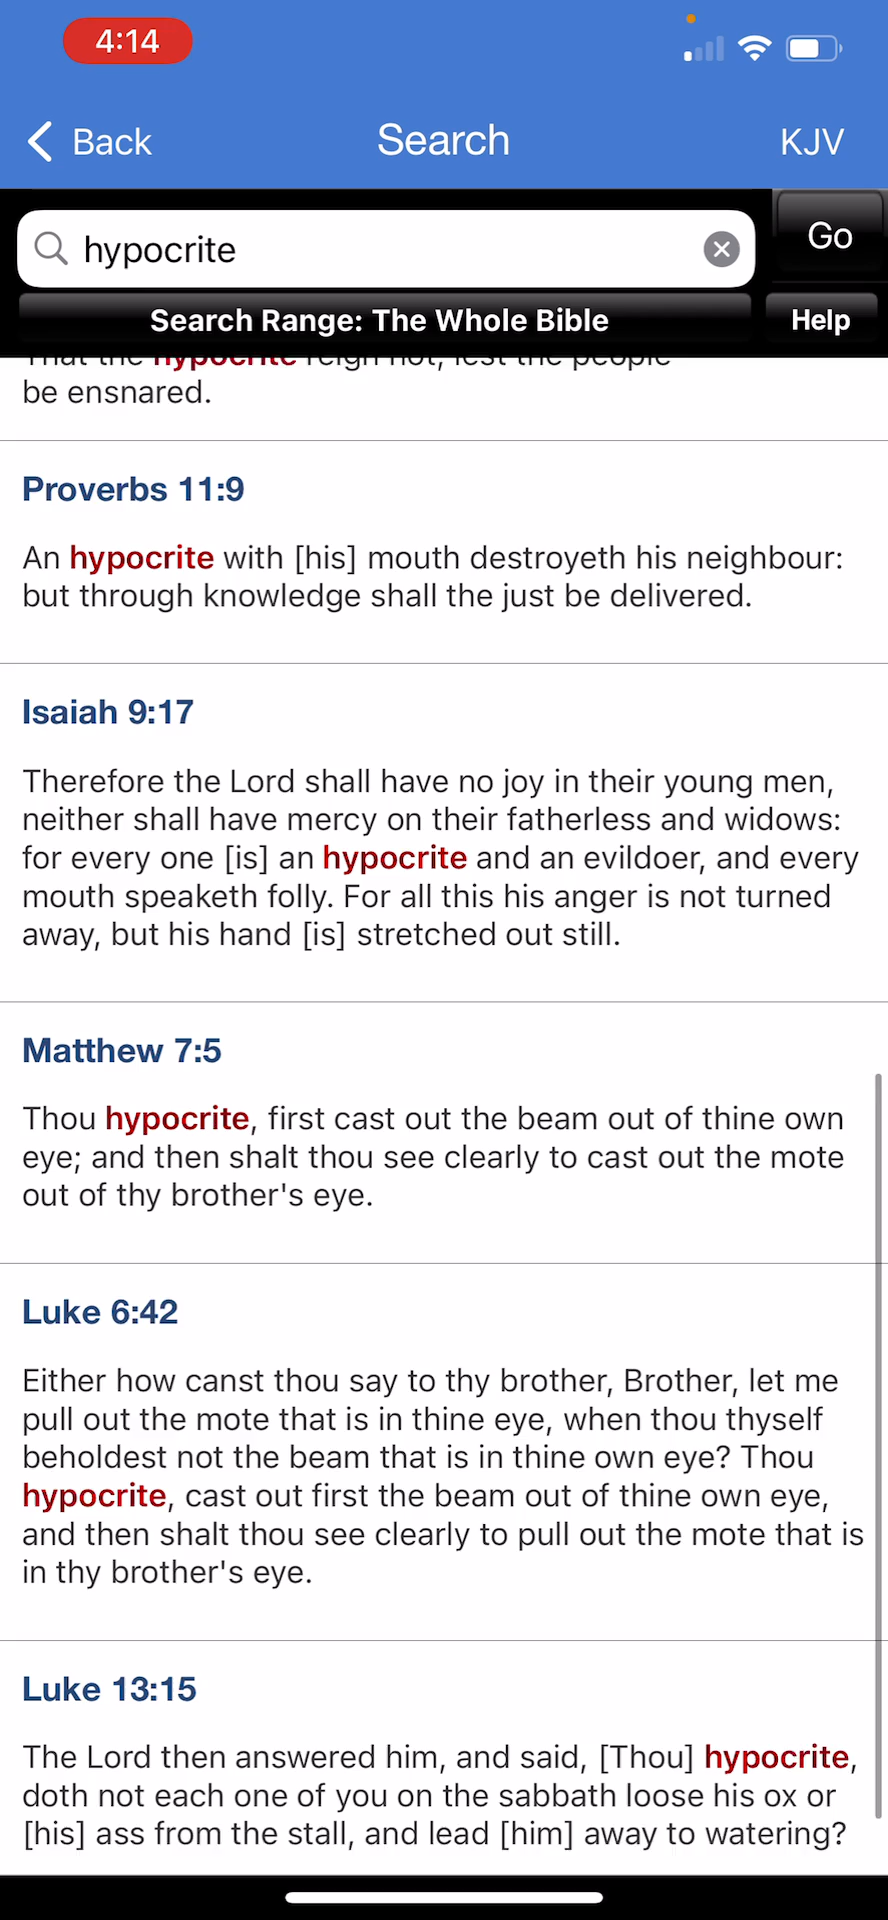 4:14
Back
Search
KJV
hypocrite
Go
Search Range: The Whole Bible
Help
That the hypocrite reign not, lest the people
be ensnared.
Proverbs 11:9
An hypocrite with [his] mouth destroyeth his neighbour:
but through knowledge shall the just be delivered.
Isaiah 9:17
Therefore the Lord shall have no joy in their young men,
neither shall have mercy on their fatherless and widows:
for every one [is] an hypocrite and an evildoer, and every
mouth speaketh folly. For all this his anger is not turned
away, but his hand [is] stretched out still.
Matthew 7:5
Thou hypocrite, first cast out the beam out of thine own
eye; and then shalt thou see clearly to cast out the mote
out of thy brother's eye.
Luke 6:42
Either how canst thou say to thy brother, Brother, let me
pull out the mote that is in thine eye, when thou thyself
beholdest not the beam that is in thine own eye? Thou
hypocrite, cast out first the beam out of thine own eye,
and then shalt thou see clearly to pull out the mote that is
in thy brother's eye.
Luke 13:15
The Lord then answered him, and said, [Thou] hypocrite,
doth not each one of you on the sabbath loose his ox or
[his] ass from the stall, and lead [him] away to watering?